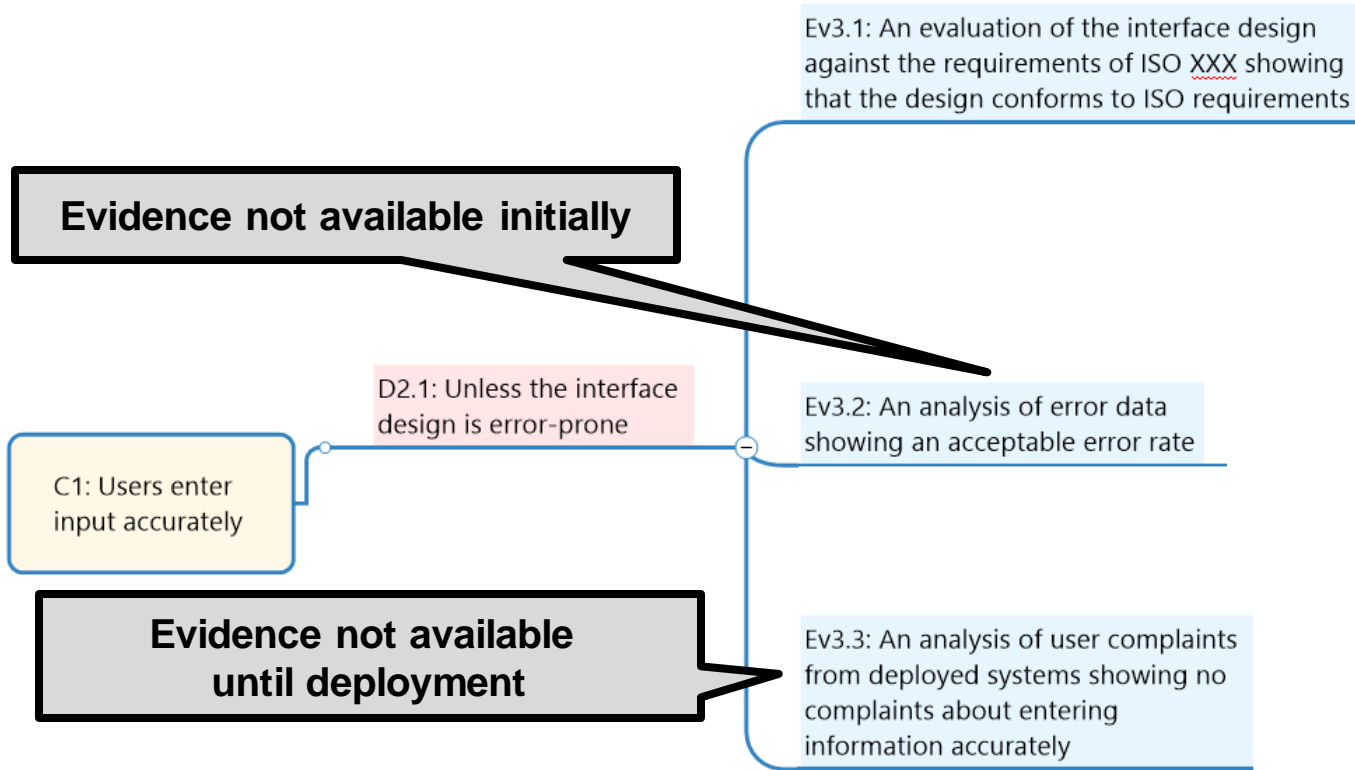 Ev3.1: An evaluation of the interface design
against the requirements of ISO XXX showing
that the design conforms to ISO requirements
Evidence not available initially
D2.1: Unless the interface
design is error-prone
Ev3.2: An analysis of error data
showing an acceptable error rate
C1: Users enter
input accurately
Evidence not available
until deployment
Ev3.3: An analysis of user complaints
from deployed systems showing no
complaints about entering
information accurately